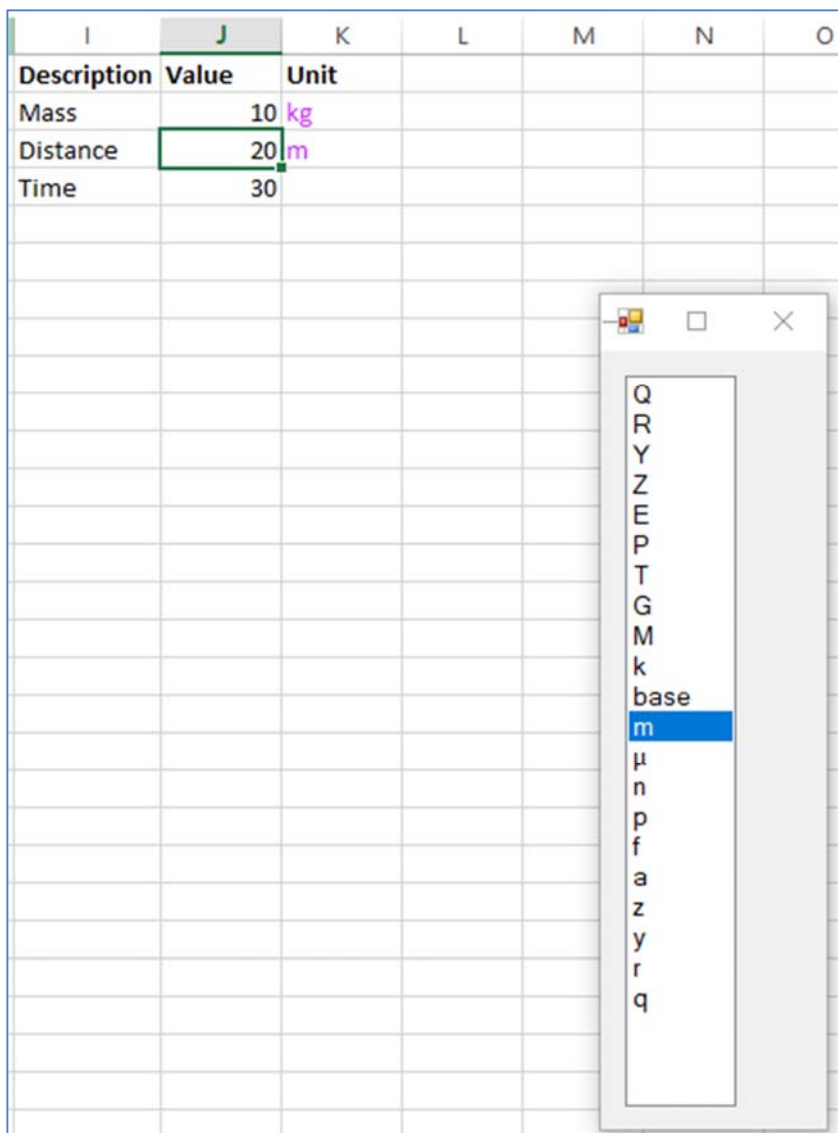 I J K L M N O
Description Value Unit
Mass 10 kg
Distance 20 m
Time 30
Q
R
Y
Z
E
P
T
G
M
k
base
m
μ
n
p
f
a
z
y
r
q